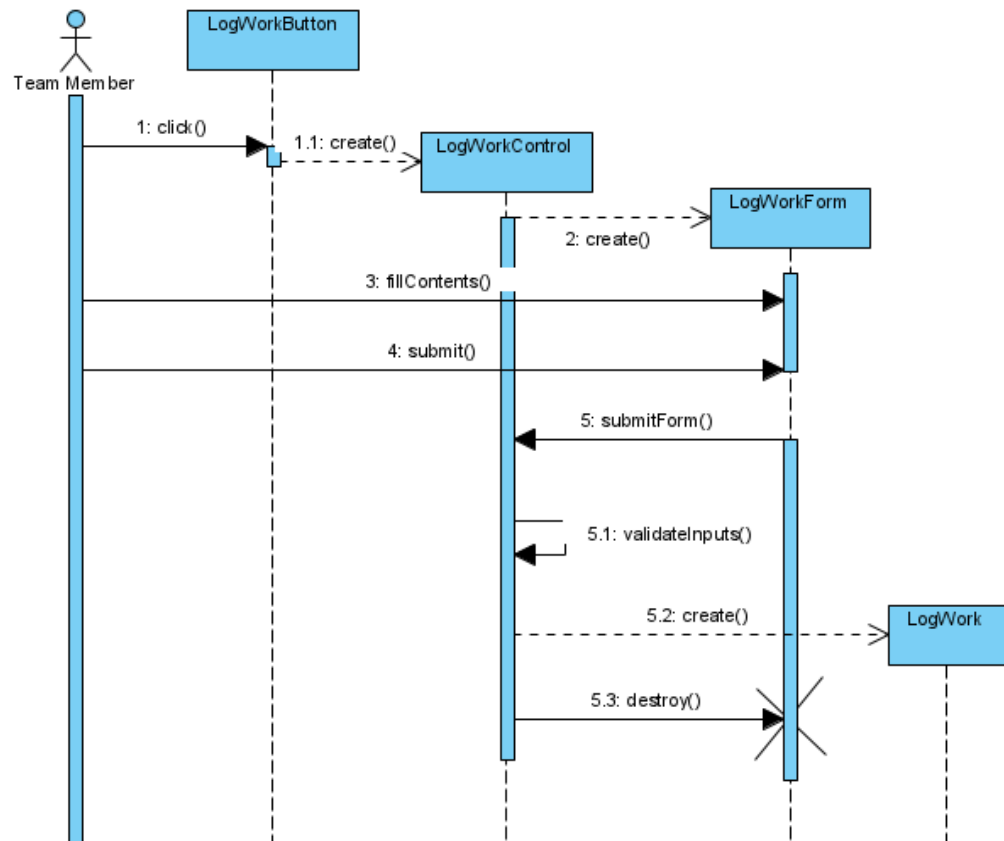 LogWorkButton
Team Member
1: click()
1.1: create()
LogWorkControl
LogWorkForm
2: create()
3: fillContents()
4: submit()
5: submitForm()
5.1: validateInputs()
5.2: create()
LogWork
5.3: destroy()